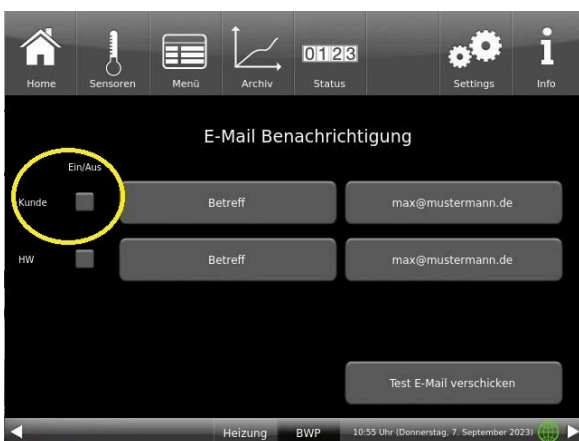 Home Sensoren Menü Archiv 0123 Status Settings Info
E-Mail Benachrichtigung
Ein/Aus
Kunde Betreff max@mustermann.de
HW Betreff max@mustermann.de
Test E-Mail verschicken
Heizung BWP 10:55 Uhr (Donnerstag, 7. September 2023)